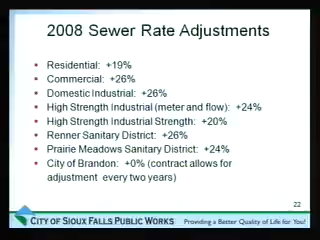 2008 Sewer Rate Adjustments
• Residential: +19%
• Commercial: +26%
• Domestic Industrial: +26%
• High Strength Industrial (meter and flow): +24%
• High Strength Industrial Strength: +20%
• Renner Sanitary District: +26%
• Prairie Meadows Sanitary District: +24%
• City of Brandon: +0% (contract allows for
adjustment every two years)
22
CITY OF SIOUX FALLS PUBLIC WORKS Providing a Better Quality of Life for You!